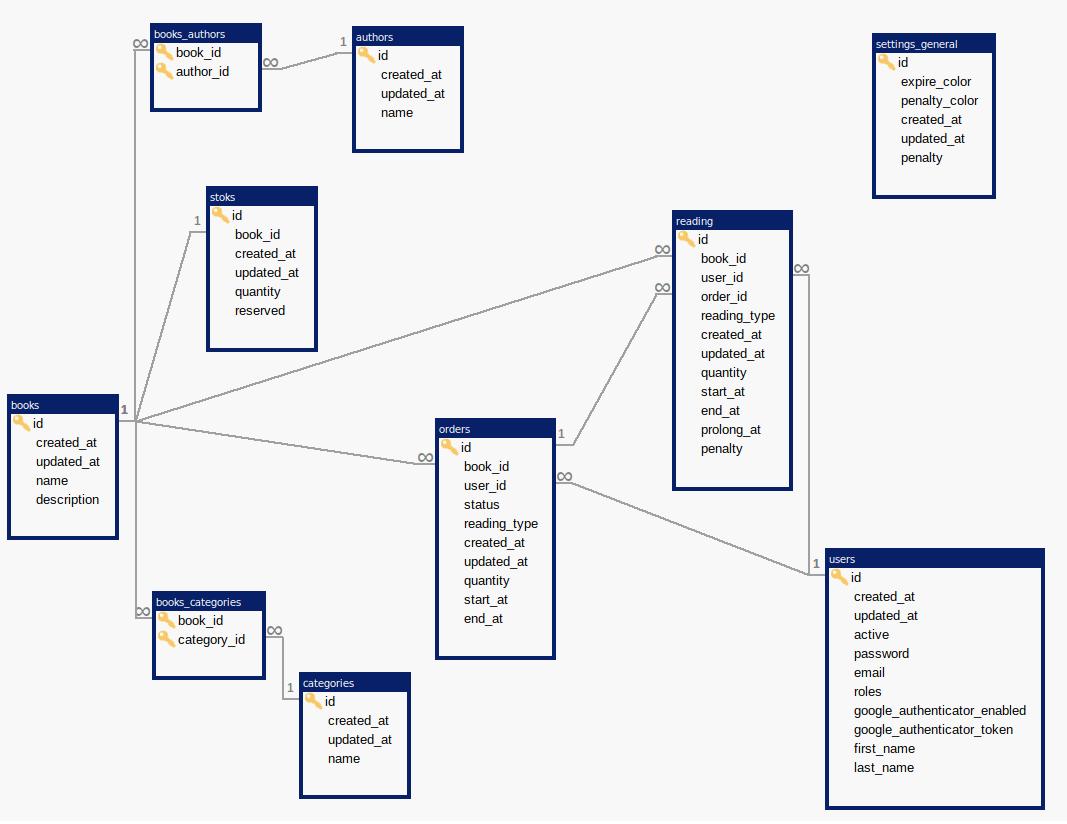 books_authors
book_id
author_id
∞
∞
1
authors
id
created_at
updated_at
name
settings_general
id
expire_color
penalty_color
created_at
updated_at
penalty
1
stoks
id
book_id
created_at
updated_at
quantity
reserved
reading
id
book_id
user_id
order_id
reading_type
created_at
updated_at
quantity
start_at
end_at
prolong_at
penalty
∞
∞
∞
books
id
created_at
updated_at
name
description
1
orders
id
book_id
user_id
status
reading_type
created_at
updated_at
quantity
start_at
end_at
∞
1
∞
1
users
id
created_at
updated_at
active
password
email
roles
google_authenticator_enabled
google_authenticator_token
first_name
last_name
∞
books_categories
book_id
category_id
∞
1
categories
id
created_at
updated_at
name